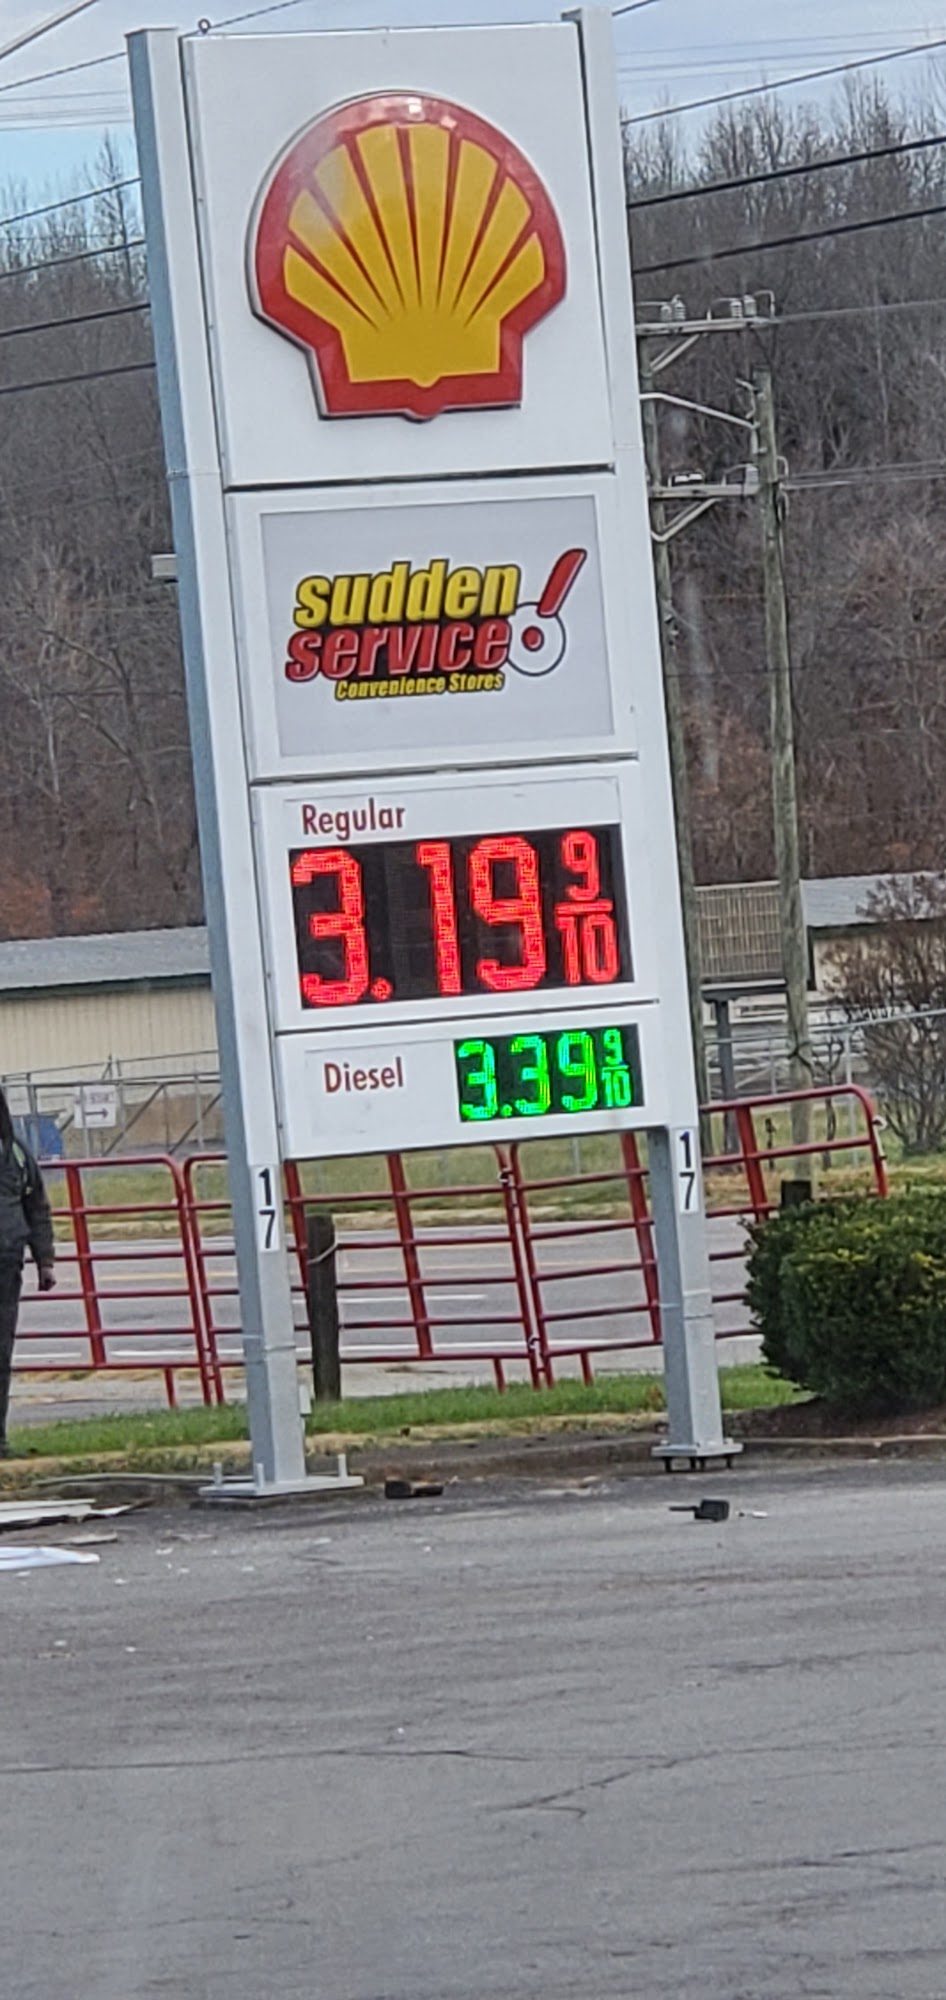 sudden
service
Convenience Stores
Regular
3.19 9/10
Diesel
3.39 9/10
17
17